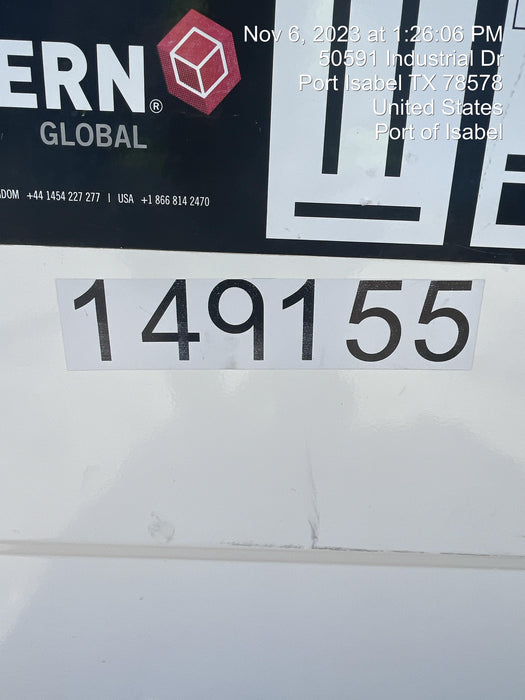 Nov 6, 2023 at 1:26:06 PM
50591 Industrial Dr
Port Isabel TX 78578
United States
Port of Isabel
ERN®
GLOBAL
DOM +44 1454 227 277 | USA +1 866 814 2470
149155